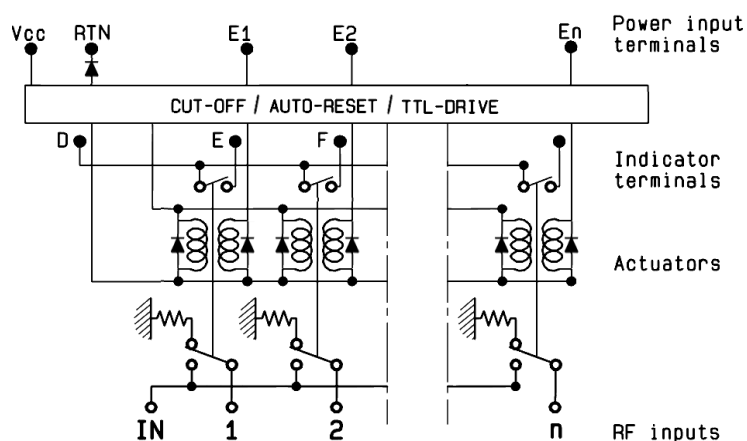 Vcc RTN E1 E2 En Power input
terminals
CUT-OFF / AUTO-RESET / TTL-DRIVE
D E F
Indicator
terminals
Actuators
IN 1 2 n RF inputs